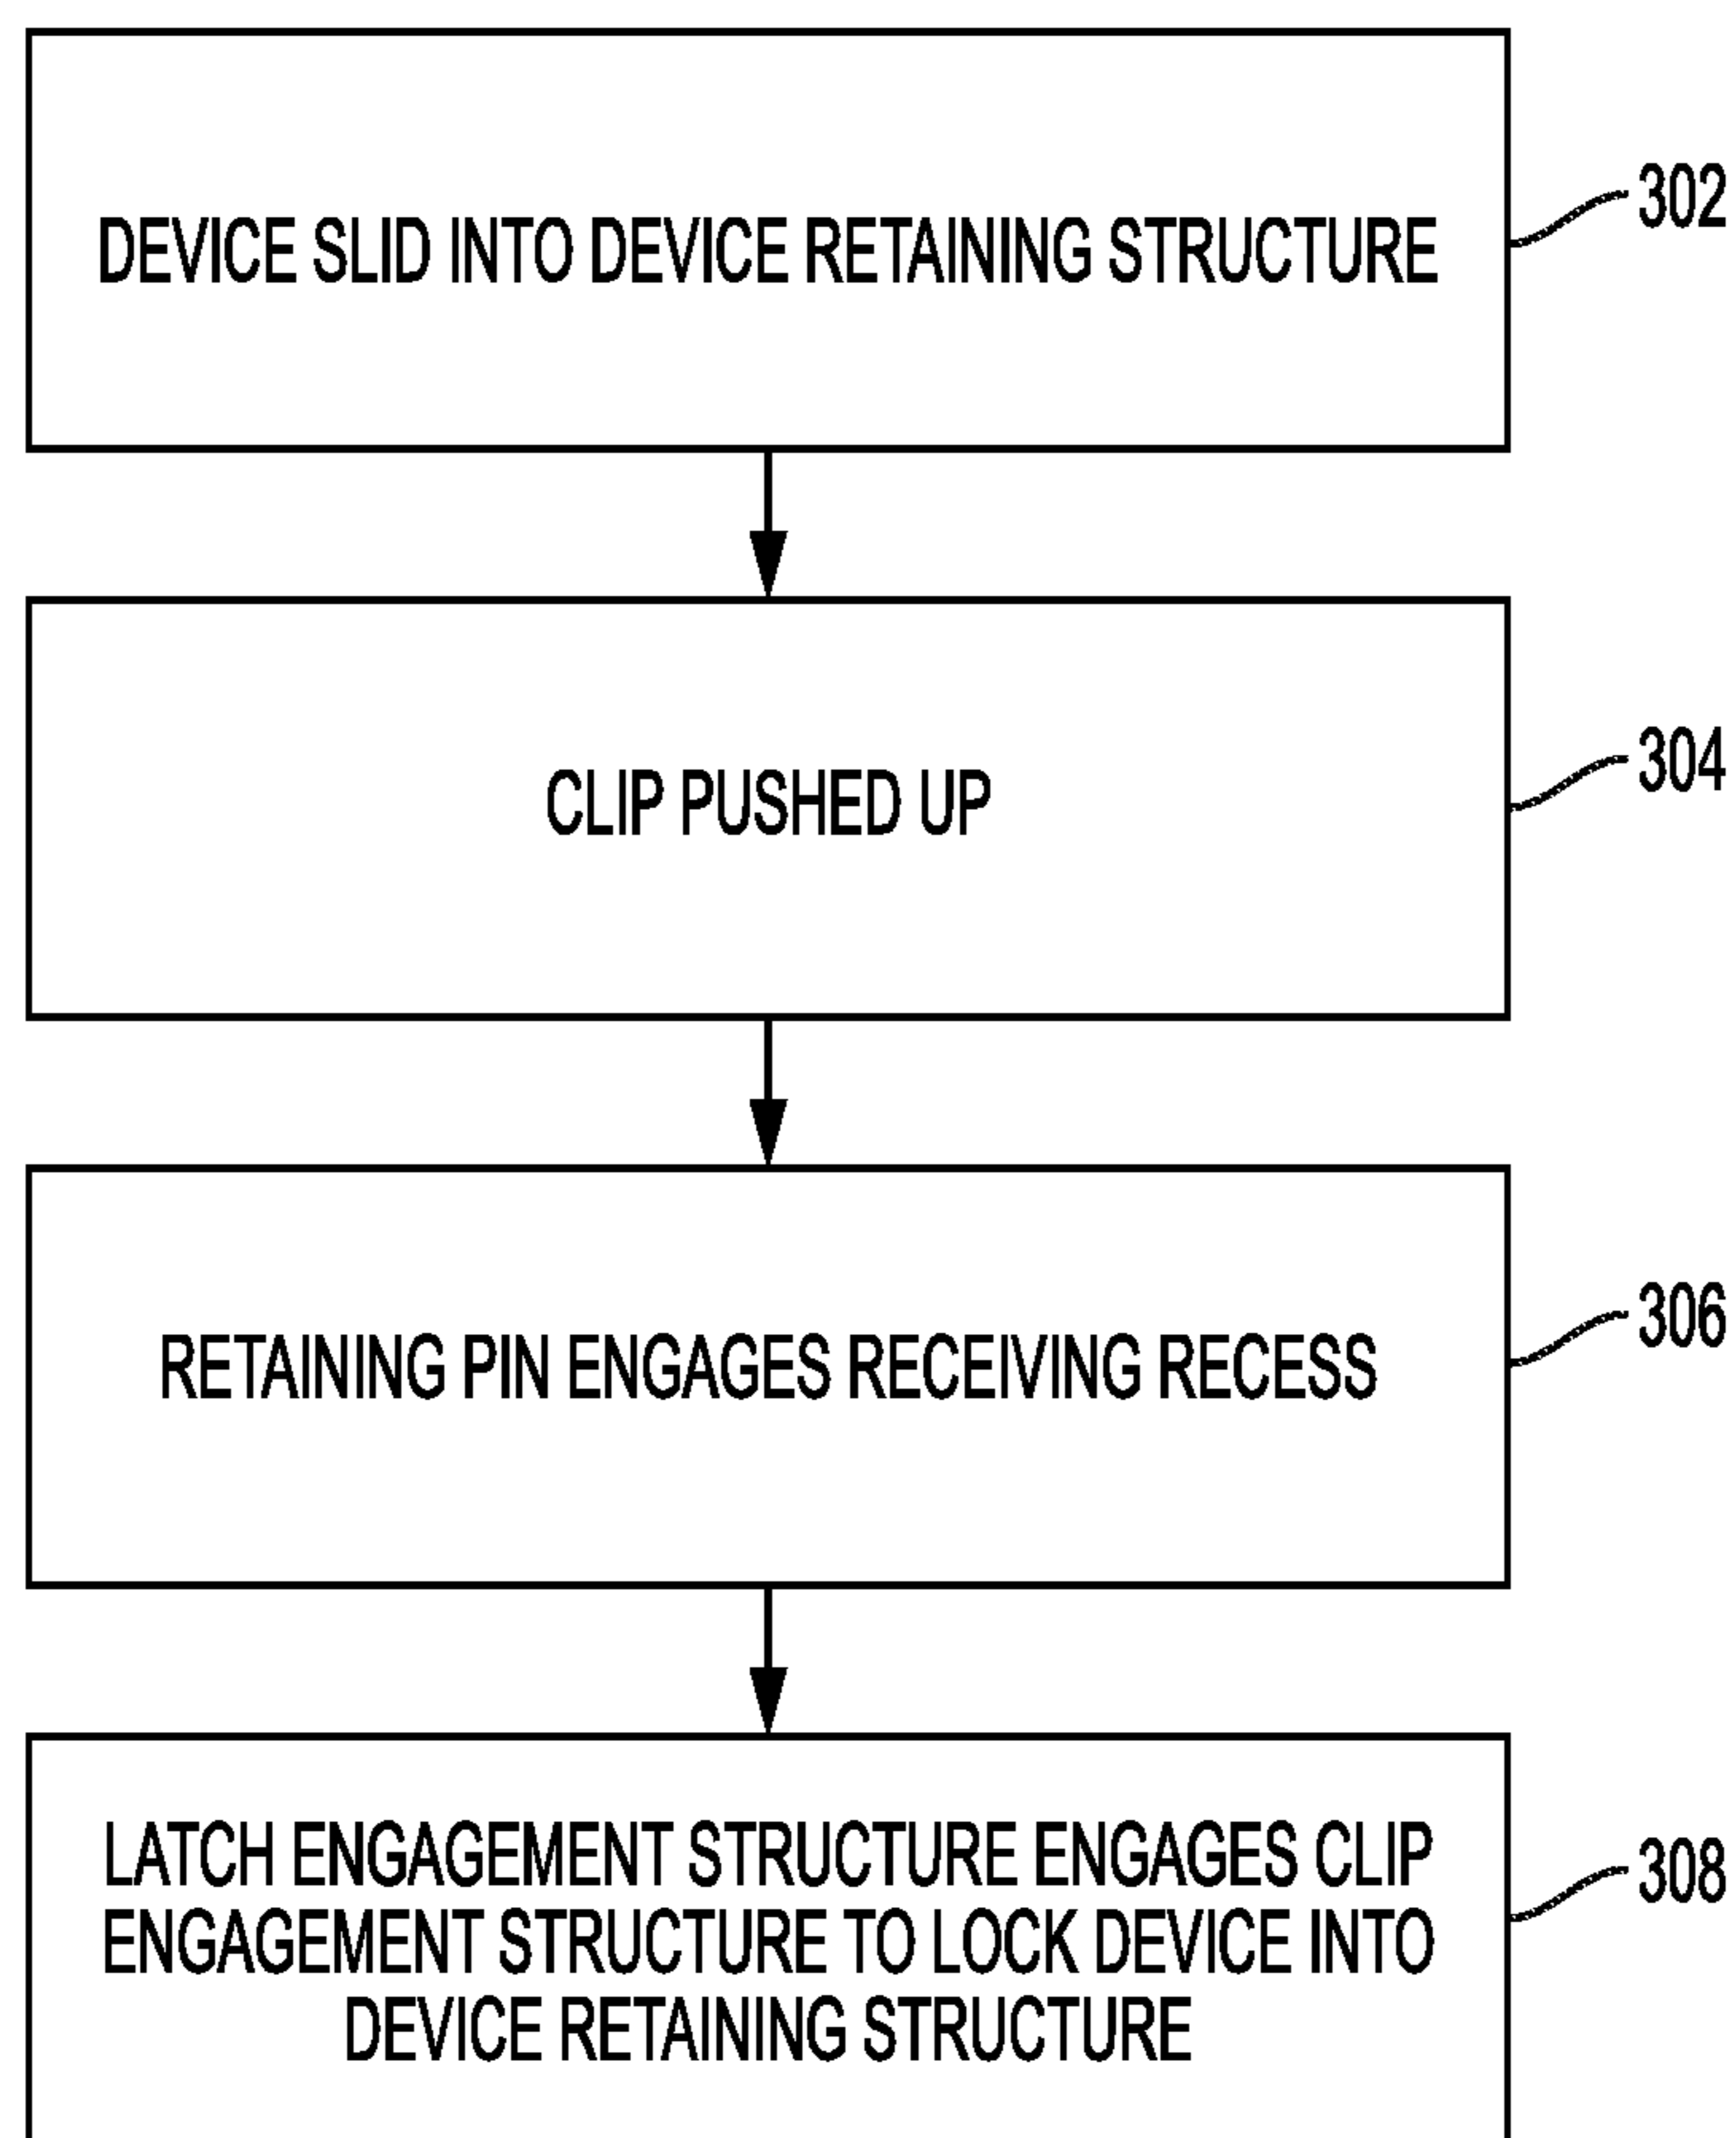 DEVICE SLID INTO DEVICE RETAINING STRUCTURE
302
CLIP PUSHED UP
304
RETAINING PIN ENGAGES RECEIVING RECESS
306
LATCH ENGAGEMENT STRUCTURE ENGAGES CLIP
ENGAGEMENT STRUCTURE TO LOCK DEVICE INTO
DEVICE RETAINING STRUCTURE
308